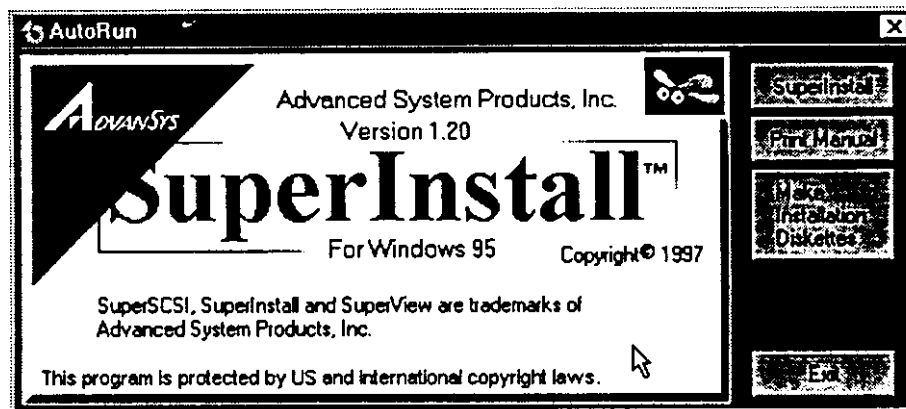 AutoRun
AdvanSys
Advanced System Products, Inc.
Version 1.20
SuperInstall™
For Windows 95
Copyright© 1997
SuperSCSI, SuperInstall and SuperView are trademarks of
Advanced System Products, Inc.
This program is protected by US and international copyright laws.
SuperInstall
Print Manual
Make
Installation
Diskettes
Exit